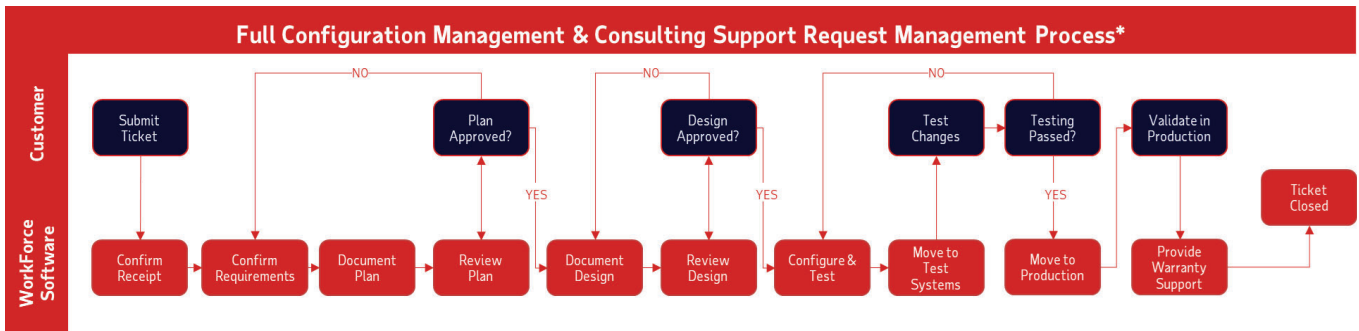 Full Configuration Management & Consulting Support Request Management Process*
Customer
NO
NO
NO
Submit
Ticket
Plan
Approved?
Design
Approved?
Test
Changes
Testing
Passed?
Validate in
Production
YES
YES
YES
Ticket
Closed
WorkForce
Software
Confirm
Receipt
Confirm
Requirements
Document
Plan
Review
Plan
Document
Design
Review
Design
Configure &
Test
Move to
Test
Systems
Move to
Production
Provide
Warranty
Support